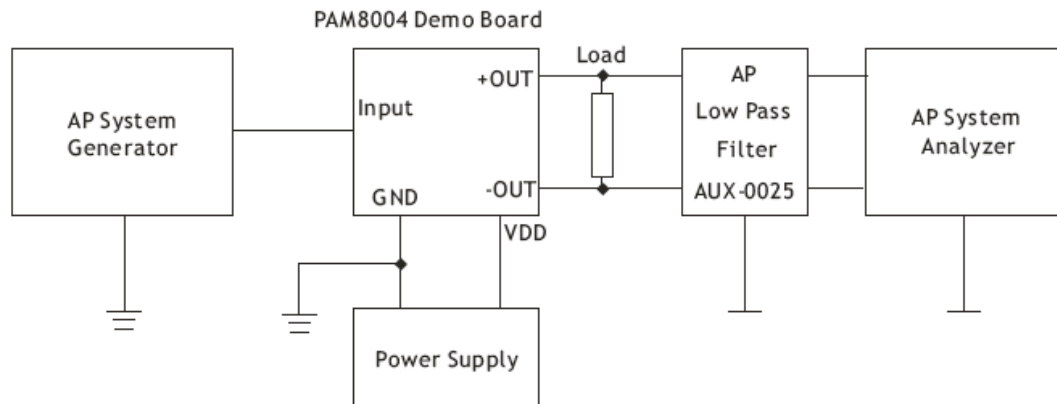 PAM8004 Demo Board
AP System
Generator
Input
+OUT
-OUT
GND
VDD
Load
AP
Low Pass
Filter
AUX-0025
AP System
Analyzer
Power Supply